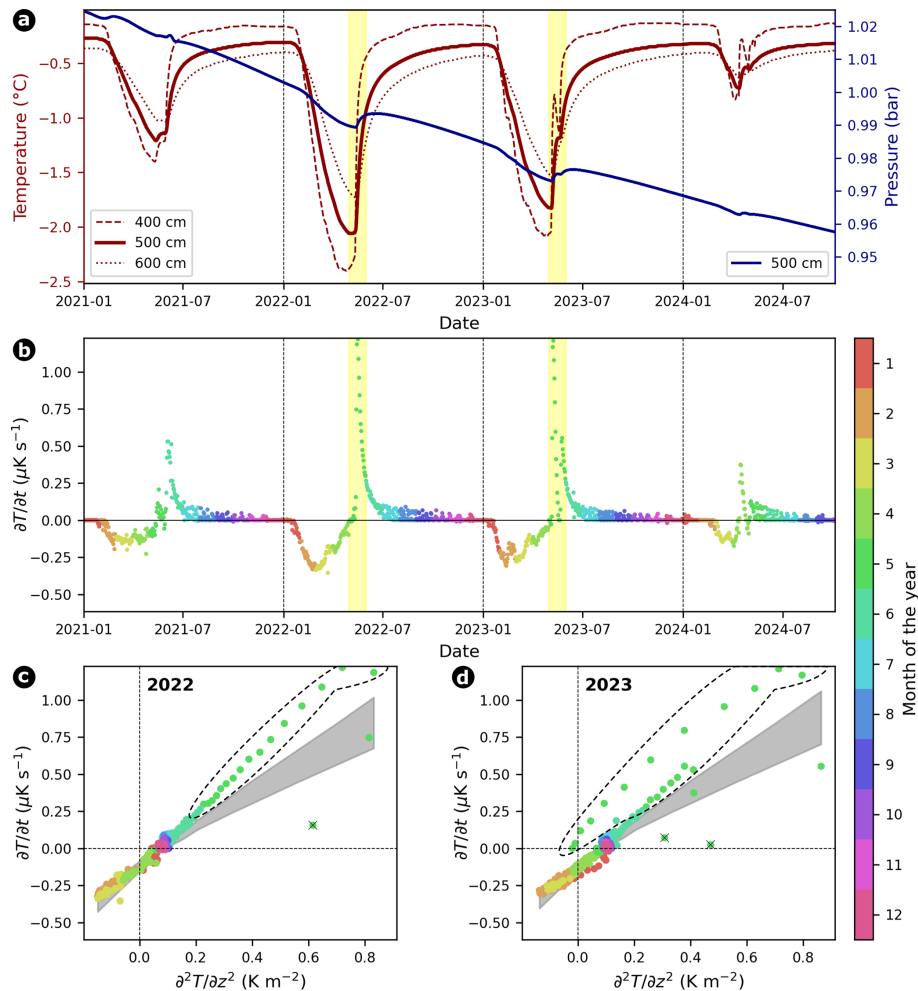 a
Temperature (°C)
−0.5
−1.0
−1.5
−2.0
−2.5
400 cm
500 cm
600 cm
500 cm
1.02
1.01
1.00
0.99
0.98
0.97
0.96
0.95
Pressure (bar)
2021-01 2021-07 2022-01 2022-07 2023-01 2023-07 2024-01 2024-07
Date
b
∂T/∂t (μK s⁻¹)
1.00
0.75
0.50
0.25
0.00
−0.25
−0.50
2021-01 2021-07 2022-01 2022-07 2023-01 2023-07 2024-01 2024-07
Date
c
2022
∂T/∂t (μK s⁻¹)
1.00
0.75
0.50
0.25
0.00
−0.25
−0.50
0.0 0.2 0.4 0.6 0.8
∂²T/∂z² (K m⁻²)
d
2023
∂T/∂t (μK s⁻¹)
1.00
0.75
0.50
0.25
0.00
−0.25
−0.50
0.0 0.2 0.4 0.6 0.8
∂²T/∂z² (K m⁻²)
1
2
3
4
5
6
7
8
9
10
11
12
Month of the year